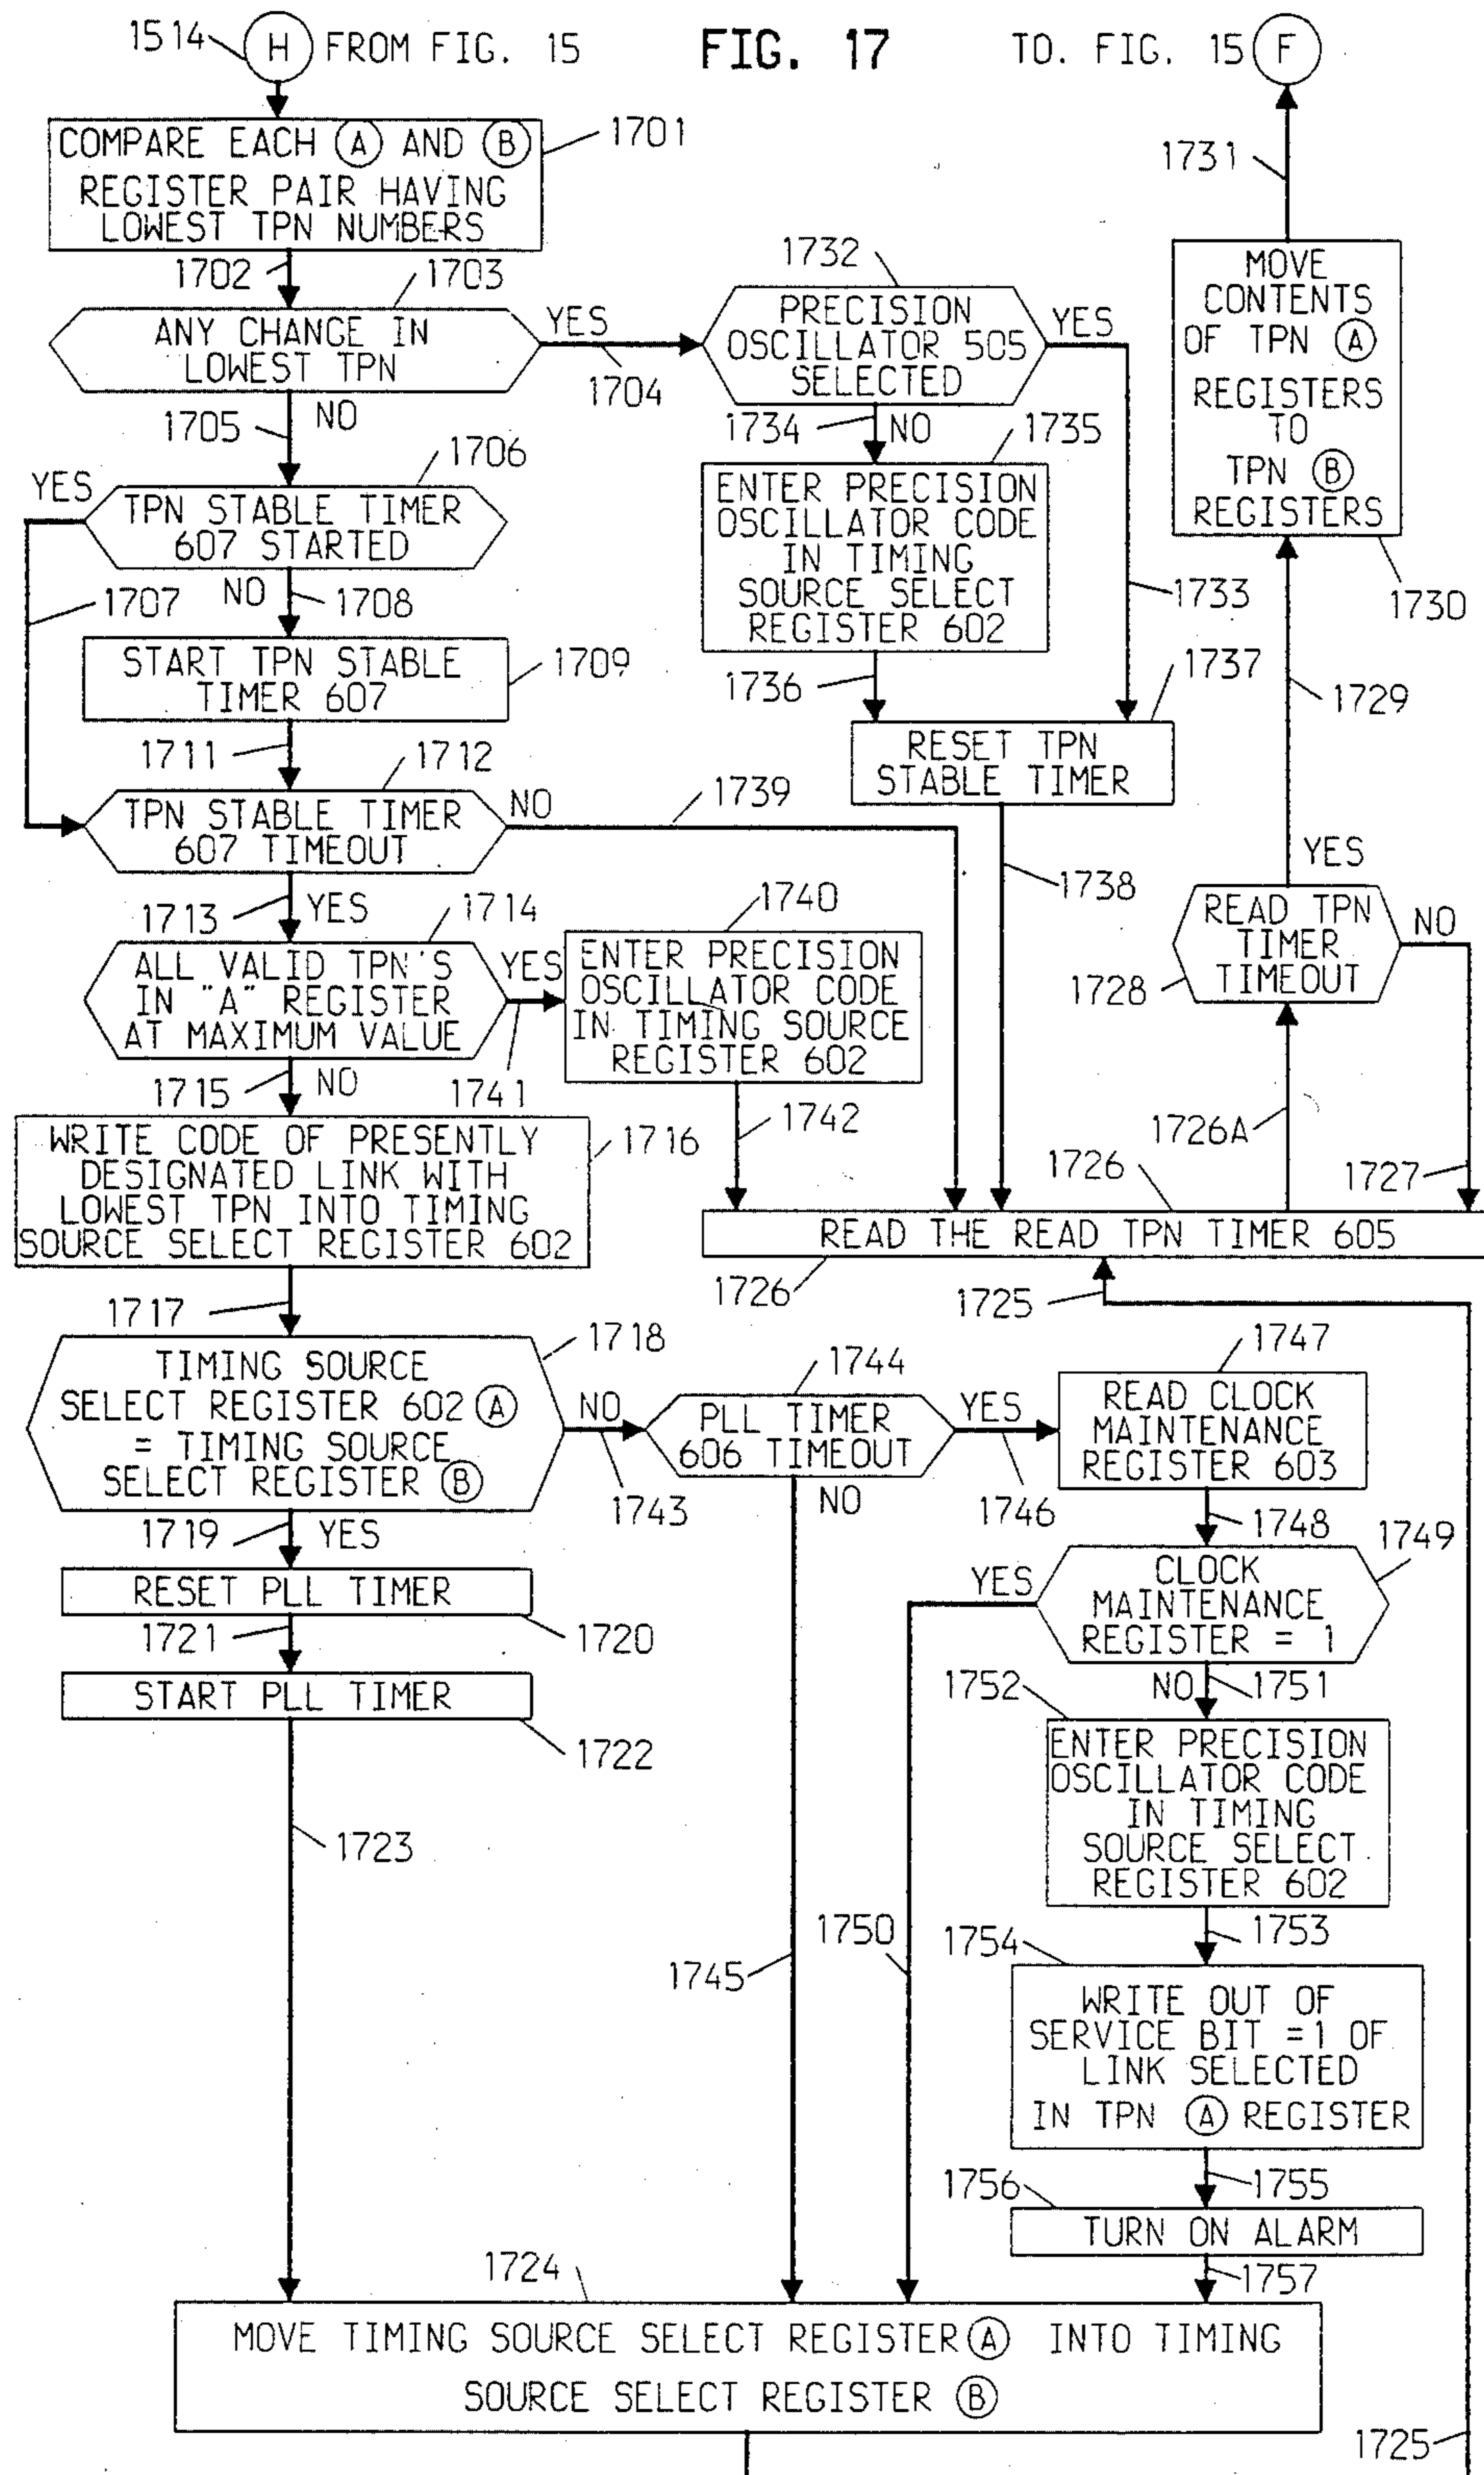 1514 H FROM FIG. 15
FIG. 17
TO. FIG. 15 F
COMPARE EACH A AND B
REGISTER PAIR HAVING
LOWEST TPN NUMBERS
1701
1702
1703
ANY CHANGE IN
LOWEST TPN
YES
1704
NO
1705
1706
YES
TPN STABLE TIMER
607 STARTED
1707
NO
1708
START TPN STABLE
TIMER 607
1709
1711
1712
TPN STABLE TIMER
607 TIMEOUT
NO
1739
1713
YES
1714
ALL VALID TPN'S
IN "A" REGISTER
AT MAXIMUM VALUE
YES
1741
1740
ENTER PRECISION
OSCILLATOR CODE
IN TIMING SOURCE
REGISTER 602
1742
1715
NO
WRITE CODE OF PRESENTLY
DESIGNATED LINK WITH
LOWEST TPN INTO TIMING
SOURCE SELECT REGISTER 602
1716
1717
1718
TIMING SOURCE
SELECT REGISTER 602 A
= TIMING SOURCE
SELECT REGISTER B
NO
1743
1719
YES
RESET PLL TIMER
1720
1721
START PLL TIMER
1722
1723
1732
PRECISION
OSCILLATOR 505
SELECTED
YES
1733
1734
NO
1735
ENTER PRECISION
OSCILLATOR CODE
IN TIMING
SOURCE SELECT
REGISTER 602
1736
1737
RESET TPN
STABLE TIMER
1738
1731
MOVE
CONTENTS
OF TPN A
REGISTERS
TO
TPN B
REGISTERS
1730
1729
YES
READ TPN
TIMER
TIMEOUT
NO
1728
1726A
1727
1726
READ THE READ TPN TIMER 605
1726
1725
1744
PLL TIMER
606 TIMEOUT
YES
NO
1746
1745
1747
READ CLOCK
MAINTENANCE
REGISTER 603
1748
1749
CLOCK
MAINTENANCE
REGISTER = 1
YES
1750
NO
1751
1752
ENTER PRECISION
OSCILLATOR CODE
IN TIMING
SOURCE SELECT
REGISTER 602
1753
1754
WRITE OUT OF
SERVICE BIT =1 OF
LINK SELECTED
IN TPN A REGISTER
1755
1756
TURN ON ALARM
1757
1724
MOVE TIMING SOURCE SELECT REGISTER A INTO TIMING
SOURCE SELECT REGISTER B
1725